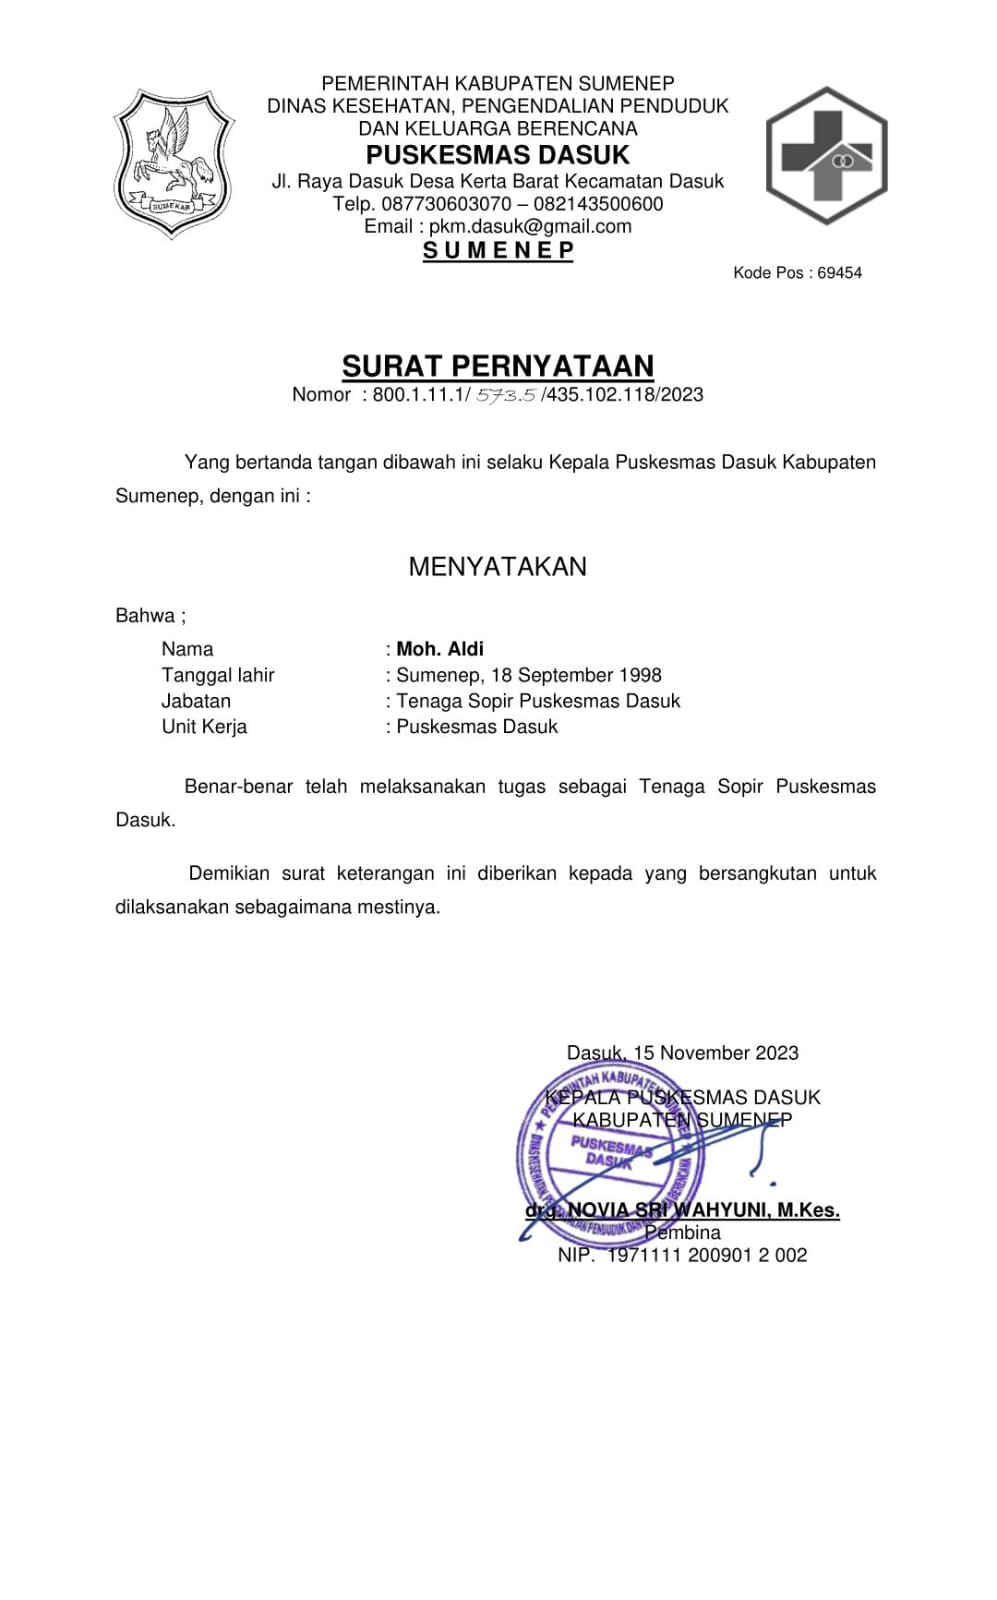 PEMERINTAH KABUPATEN SUMENEP
DINAS KESEHATAN, PENGENDALIAN PENDUDUK
DAN KELUARGA BERENCANA
PUSKESMAS DASUK
Jl. Raya Dasuk Desa Kerta Barat Kecamatan Dasuk
Telp. 087730603070 – 082143500600
Email : pkm.dasuk@gmail.com
S U M E N E P
SUMEKAR
Kode Pos : 69454
SURAT PERNYATAAN
Nomor : 800.1.11.1/ 573.5 /435.102.118/2023
Yang bertanda tangan dibawah ini selaku Kepala Puskesmas Dasuk Kabupaten
Sumenep, dengan ini :
MENYATAKAN
Bahwa ;
Nama : Moh. Aldi
Tanggal lahir : Sumenep, 18 September 1998
Jabatan : Tenaga Sopir Puskesmas Dasuk
Unit Kerja : Puskesmas Dasuk
Benar-benar telah melaksanakan tugas sebagai Tenaga Sopir Puskesmas
Dasuk.
Demikian surat keterangan ini diberikan kepada yang bersangkutan untuk
dilaksanakan sebagaimana mestinya.
Dasuk, 15 November 2023
KEPALA PUSKESMAS DASUK
KABUPATEN SUMENEP
PEMERINTAH KABUPATEN SUMENEP
PUSKESMAS
DASUK
DINAS KESEHATAN, PENGENDALIAN PENDUDUK DAN KELUARGA BERENCANA
drg. NOVIA SRI WAHYUNI, M.Kes.
Pembina
NIP. 1971111 200901 2 002